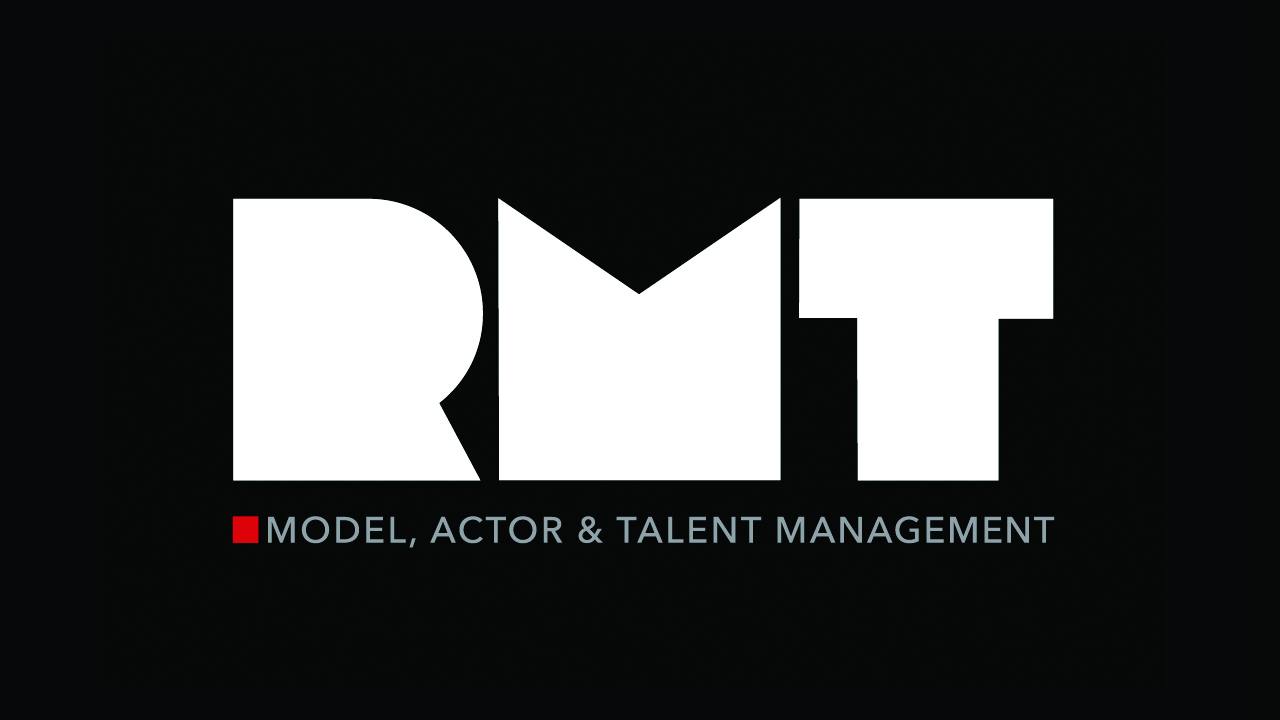 RMT
MODEL, ACTOR & TALENT MANAGEMENT